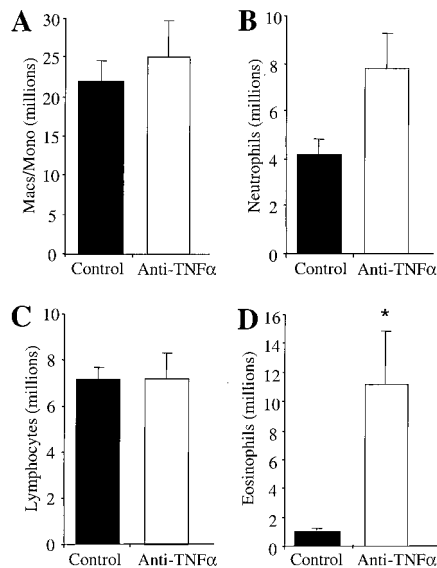 A
Macs/Mono (millions)
30
25
20
15
10
5
0
Control Anti-TNFα
B
Neutrophils (millions)
10
8
6
4
2
0
Control Anti-TNFα
C
Lymphocytes (millions)
10
8
6
4
2
0
Control Anti-TNFα
D
Eosinophils (millions)
16
14
12
10
8
6
4
2
0
*
Control Anti-TNFα